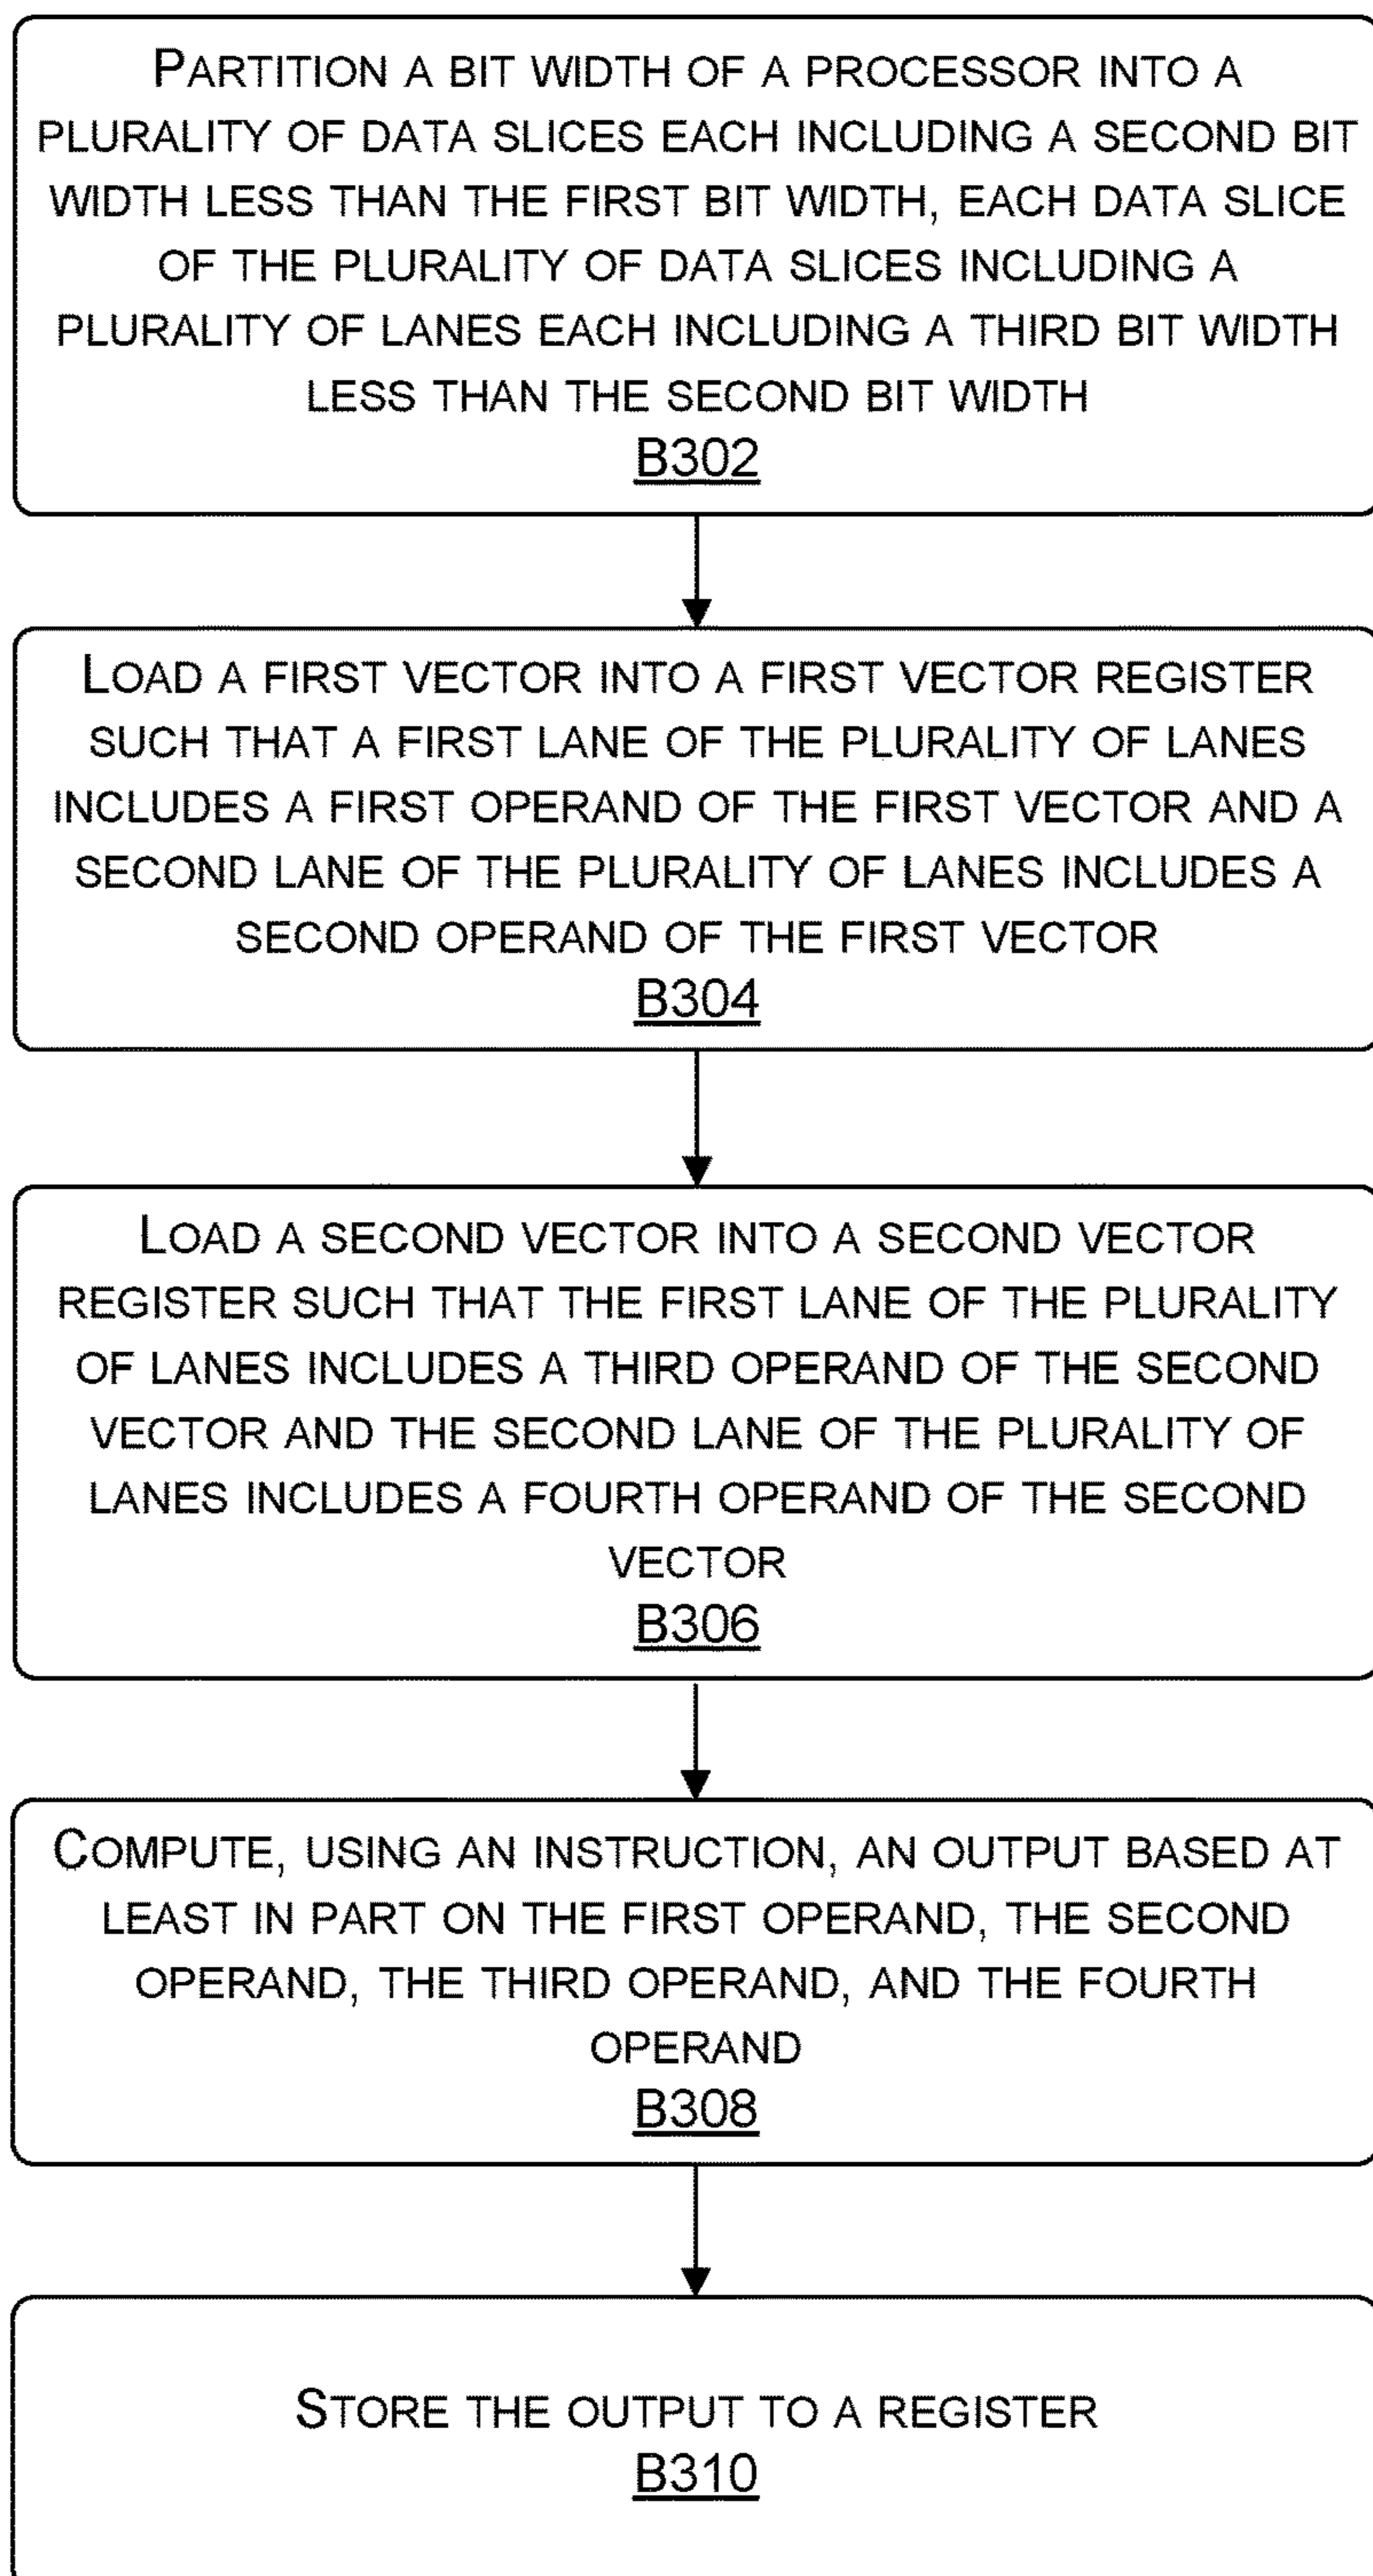 PARTITION A BIT WIDTH OF A PROCESSOR INTO A
PLURALITY OF DATA SLICES EACH INCLUDING A SECOND BIT
WIDTH LESS THAN THE FIRST BIT WIDTH, EACH DATA SLICE
OF THE PLURALITY OF DATA SLICES INCLUDING A
PLURALITY OF LANES EACH INCLUDING A THIRD BIT WIDTH
LESS THAN THE SECOND BIT WIDTH
B302
LOAD A FIRST VECTOR INTO A FIRST VECTOR REGISTER
SUCH THAT A FIRST LANE OF THE PLURALITY OF LANES
INCLUDES A FIRST OPERAND OF THE FIRST VECTOR AND A
SECOND LANE OF THE PLURALITY OF LANES INCLUDES A
SECOND OPERAND OF THE FIRST VECTOR
B304
LOAD A SECOND VECTOR INTO A SECOND VECTOR
REGISTER SUCH THAT THE FIRST LANE OF THE PLURALITY
OF LANES INCLUDES A THIRD OPERAND OF THE SECOND
VECTOR AND THE SECOND LANE OF THE PLURALITY OF
LANES INCLUDES A FOURTH OPERAND OF THE SECOND
VECTOR
B306
COMPUTE, USING AN INSTRUCTION, AN OUTPUT BASED AT
LEAST IN PART ON THE FIRST OPERAND, THE SECOND
OPERAND, THE THIRD OPERAND, AND THE FOURTH
OPERAND
B308
STORE THE OUTPUT TO A REGISTER
B310